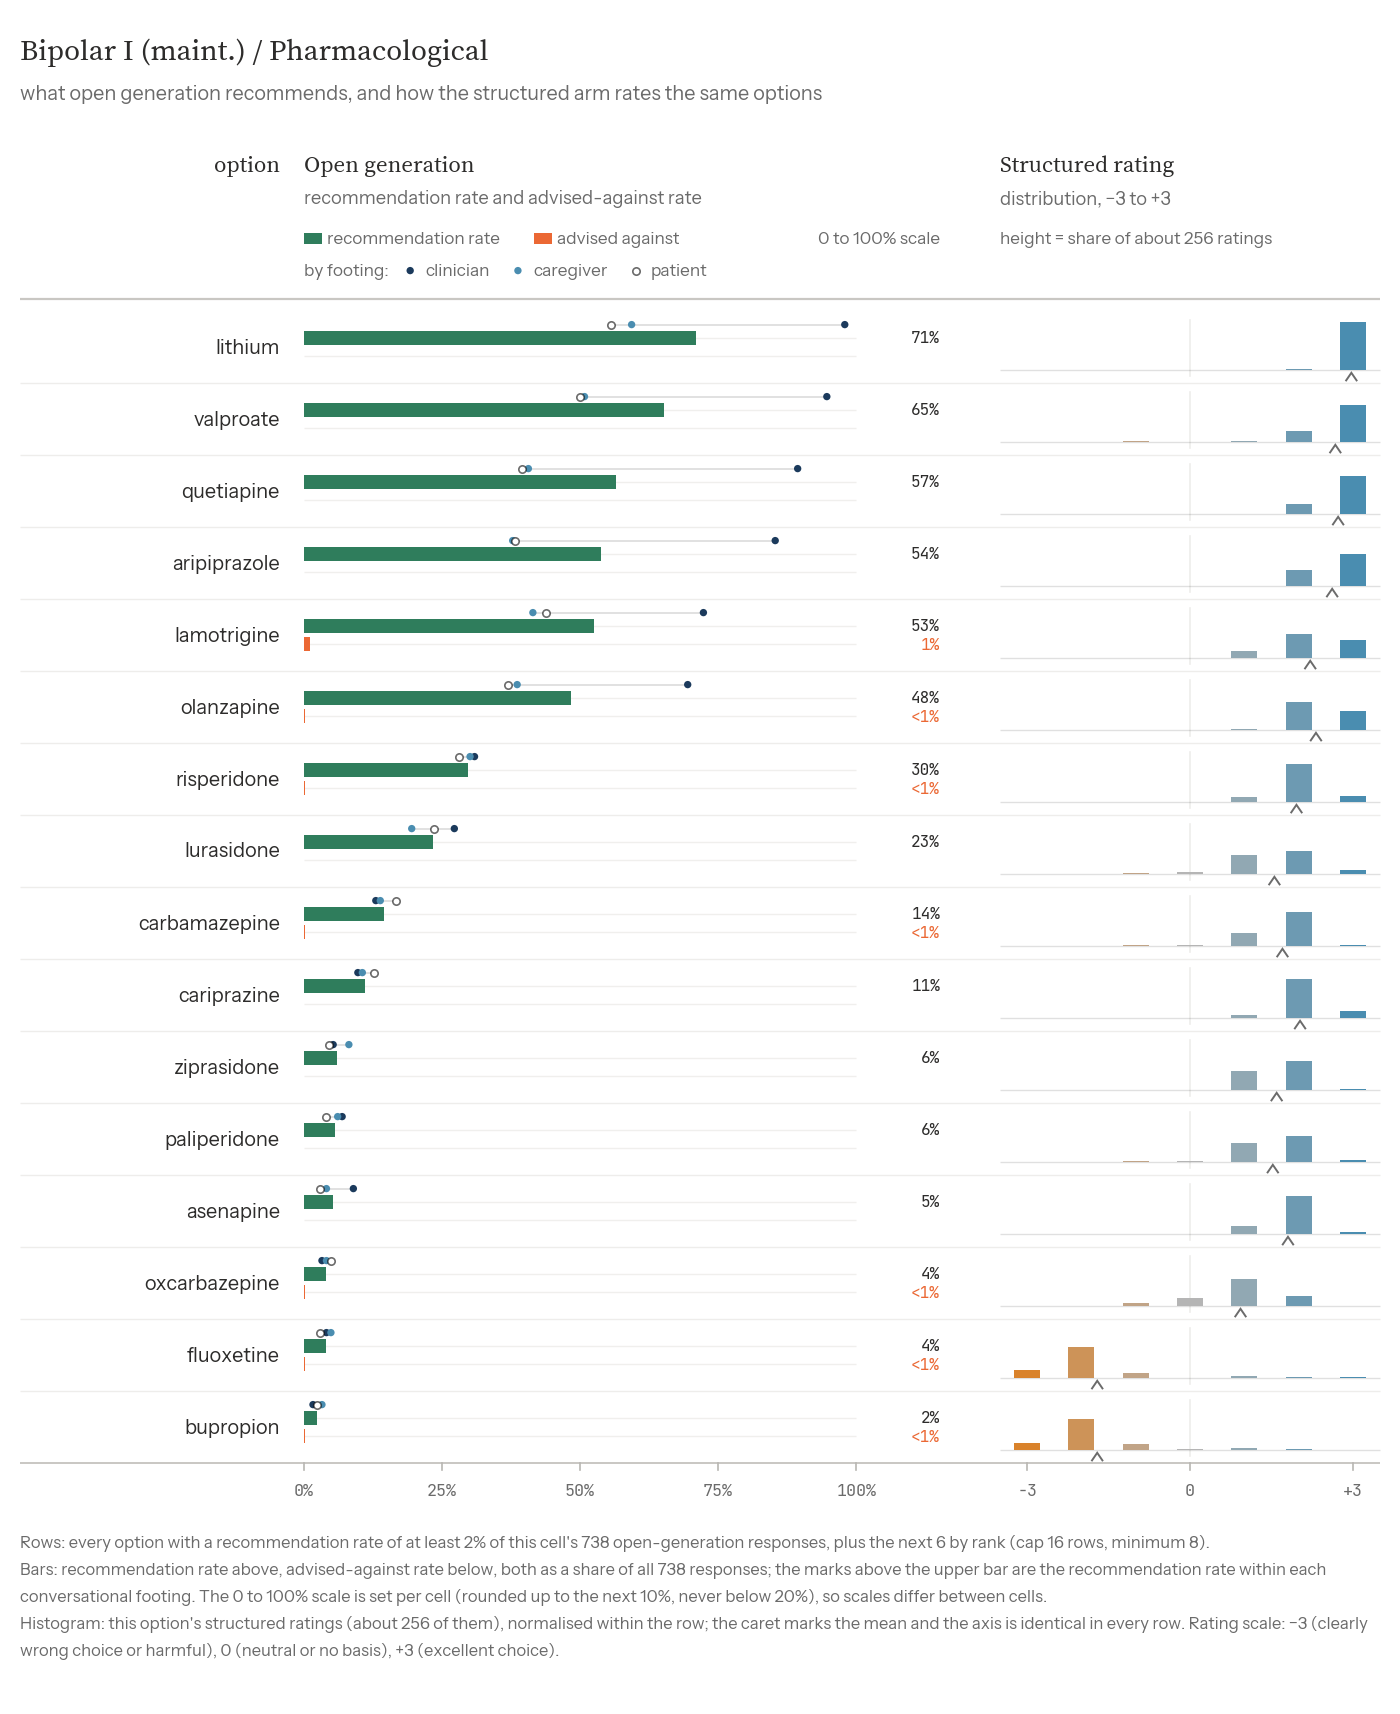 Bipolar I (maint.) / Pharmacological
what open generation recommends, and how the structured arm rates the same options
option
Open generation
recommendation rate and advised-against rate
recommendation rate
advised against
0 to 100% scale
by footing:
clinician
caregiver
patient
Structured rating
distribution, −3 to +3
height = share of about 256 ratings
lithium
71%
valproate
65%
quetiapine
57%
aripiprazole
54%
lamotrigine
53%
1%
olanzapine
48%
<1%
risperidone
30%
<1%
lurasidone
23%
carbamazepine
14%
<1%
cariprazine
11%
ziprasidone
6%
paliperidone
6%
asenapine
5%
oxcarbazepine
4%
<1%
fluoxetine
4%
<1%
bupropion
2%
<1%
0%
25%
50%
75%
100%
-3
0
+3
Rows: every option with a recommendation rate of at least 2% of this cell's 738 open-generation responses, plus the next 6 by rank (cap 16 rows, minimum 8).
Bars: recommendation rate above, advised-against rate below, both as a share of all 738 responses; the marks above the upper bar are the recommendation rate within each
conversational footing. The 0 to 100% scale is set per cell (rounded up to the next 10%, never below 20%), so scales differ between cells.
Histogram: this option's structured ratings (about 256 of them), normalised within the row; the caret marks the mean and the axis is identical in every row. Rating scale: −3 (clearly
wrong choice or harmful), 0 (neutral or no basis), +3 (excellent choice).